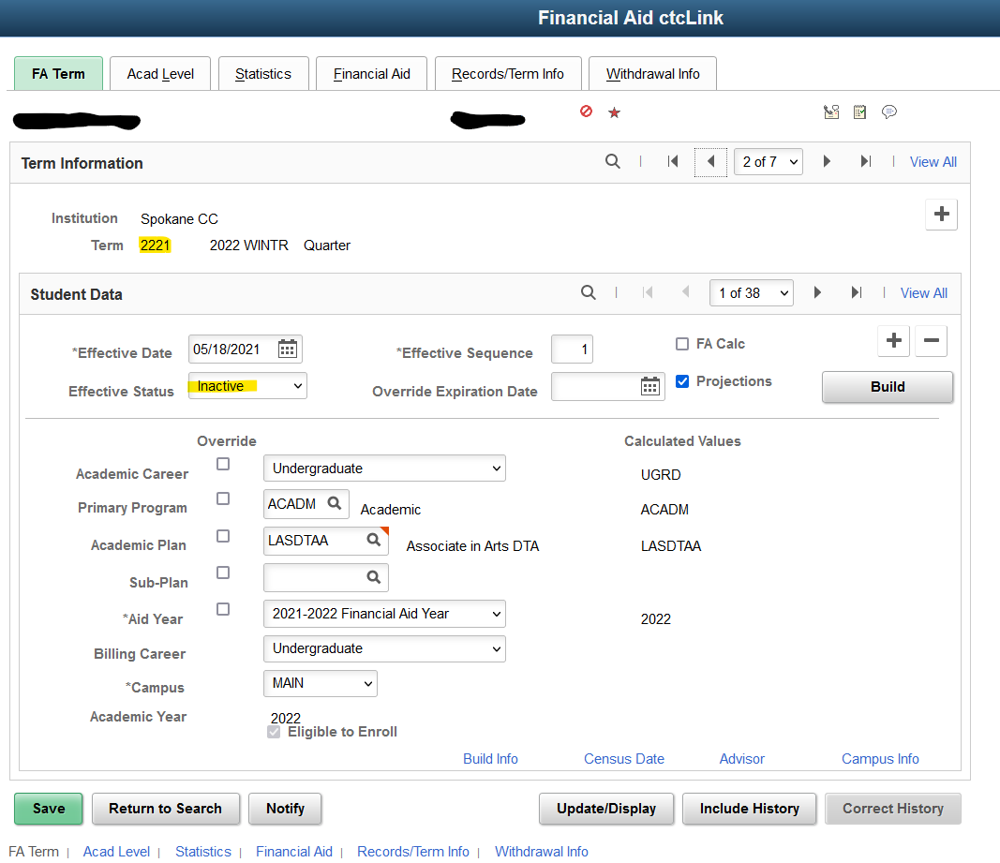 Financial Aid ctcLink
FA Term Acad Level Statistics Financial Aid Records/Term Info Withdrawal Info
Term Information 2 of 7 View All
Institution Spokane CC
Term 2221 2022 WINTR Quarter
Student Data 1 of 38 View All
*Effective Date 05/18/2021 *Effective Sequence 1 FA Calc
Effective Status Inactive Override Expiration Date Projections Build
Override Calculated Values
Academic Career Undergraduate UGRD
Primary Program ACADM Academic ACADM
Academic Plan LASDTAA Associate in Arts DTA LASDTAA
Sub-Plan
*Aid Year 2021-2022 Financial Aid Year 2022
Billing Career Undergraduate
*Campus MAIN
Academic Year 2022
Eligible to Enroll
Build Info Census Date Advisor Campus Info
Save Return to Search Notify Update/Display Include History Correct History
FA Term | Acad Level | Statistics | Financial Aid | Records/Term Info | Withdrawal Info